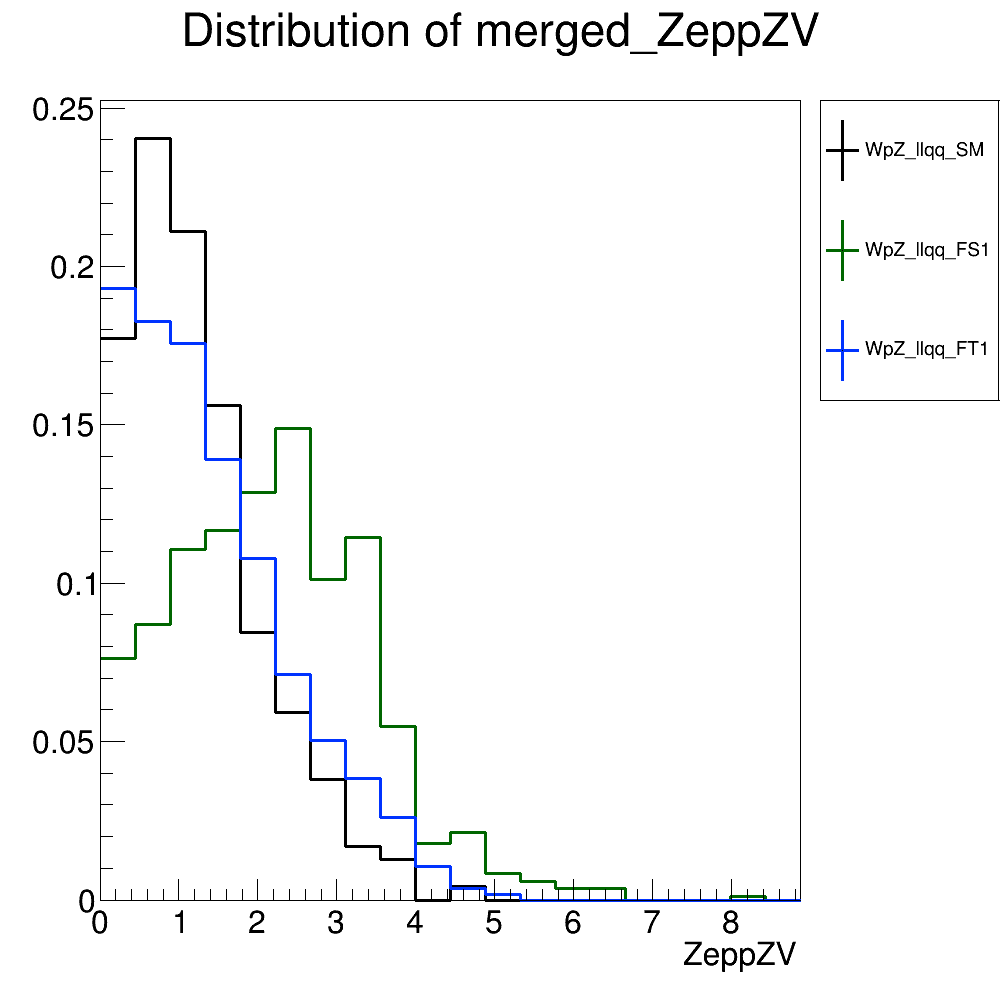 Distribution of merged_ZeppZV
0.25
0.2
0.15
0.1
0.05
0
0 1 2 3 4 5 6 7 8
ZeppZV
WpZ_llqq_SM
WpZ_llqq_FS1
WpZ_llqq_FT1